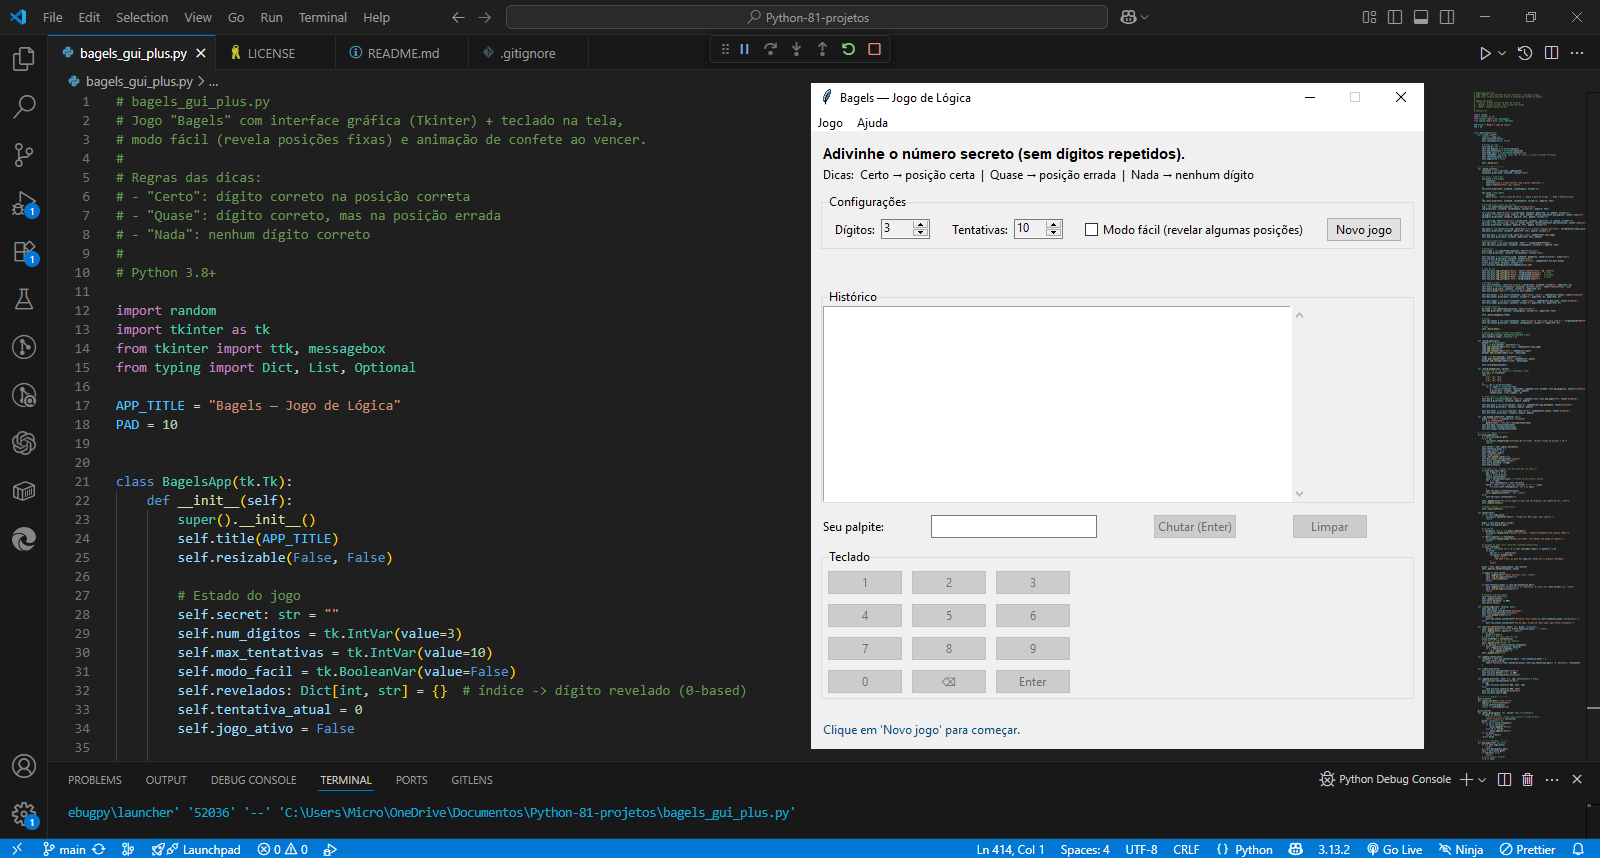 File Edit Selection View Go Run Terminal Help
Python-81-projetos
bagels_gui_plus.py LICENSE README.md .gitignore
bagels_gui_plus.py > ...
1 # bagels_gui_plus.py
2 # Jogo "Bagels" com interface gráfica (Tkinter) + teclado na tela,
3 # modo fácil (revela posições fixas) e animação de confete ao vencer.
4 #
5 # Regras das dicas:
6 # - "Certo": dígito correto na posição correta
7 # - "Quase": dígito correto, mas na posição errada
8 # - "Nada": nenhum dígito correto
9 #
10 # Python 3.8+
11
12 import random
13 import tkinter as tk
14 from tkinter import ttk, messagebox
15 from typing import Dict, List, Optional
16
17 APP_TITLE = "Bagels — Jogo de Lógica"
18 PAD = 10
19
20
21 class BagelsApp(tk.Tk):
22 def __init__(self):
23 super().__init__()
24 self.title(APP_TITLE)
25 self.resizable(False, False)
26
27 # Estado do jogo
28 self.secret: str = ""
29 self.num_digitos = tk.IntVar(value=3)
30 self.max_tentativas = tk.IntVar(value=10)
31 self.modo_facil = tk.BooleanVar(value=False)
32 self.revelados: Dict[int, str] = {} # índice -> dígito revelado (0-based)
33 self.tentativa_atual = 0
34 self.jogo_ativo = False
35
Bagels — Jogo de Lógica
Jogo Ajuda
Adivinhe o número secreto (sem dígitos repetidos).
Dicas: Certo → posição certa | Quase → posição errada | Nada → nenhum dígito
Configurações
Dígitos: 3 Tentativas: 10 Modo fácil (revelar algumas posições) Novo jogo
Histórico
Seu palpite: Chutar (Enter) Limpar
Teclado
1 2 3
4 5 6
7 8 9
0 ⌫ Enter
Clique em 'Novo jogo' para começar.
PROBLEMS OUTPUT DEBUG CONSOLE TERMINAL PORTS GITLENS
Python Debug Console
ebugpy\launcher' '52036' '--' 'C:\Users\Micro\OneDrive\Documentos\Python-81-projetos\bagels_gui_plus.py'
1
1
1
main Launchpad 0 0 Ln 414, Col 1 Spaces: 4 UTF-8 CRLF {} Python 3.13.2 Go Live Ninja Prettier